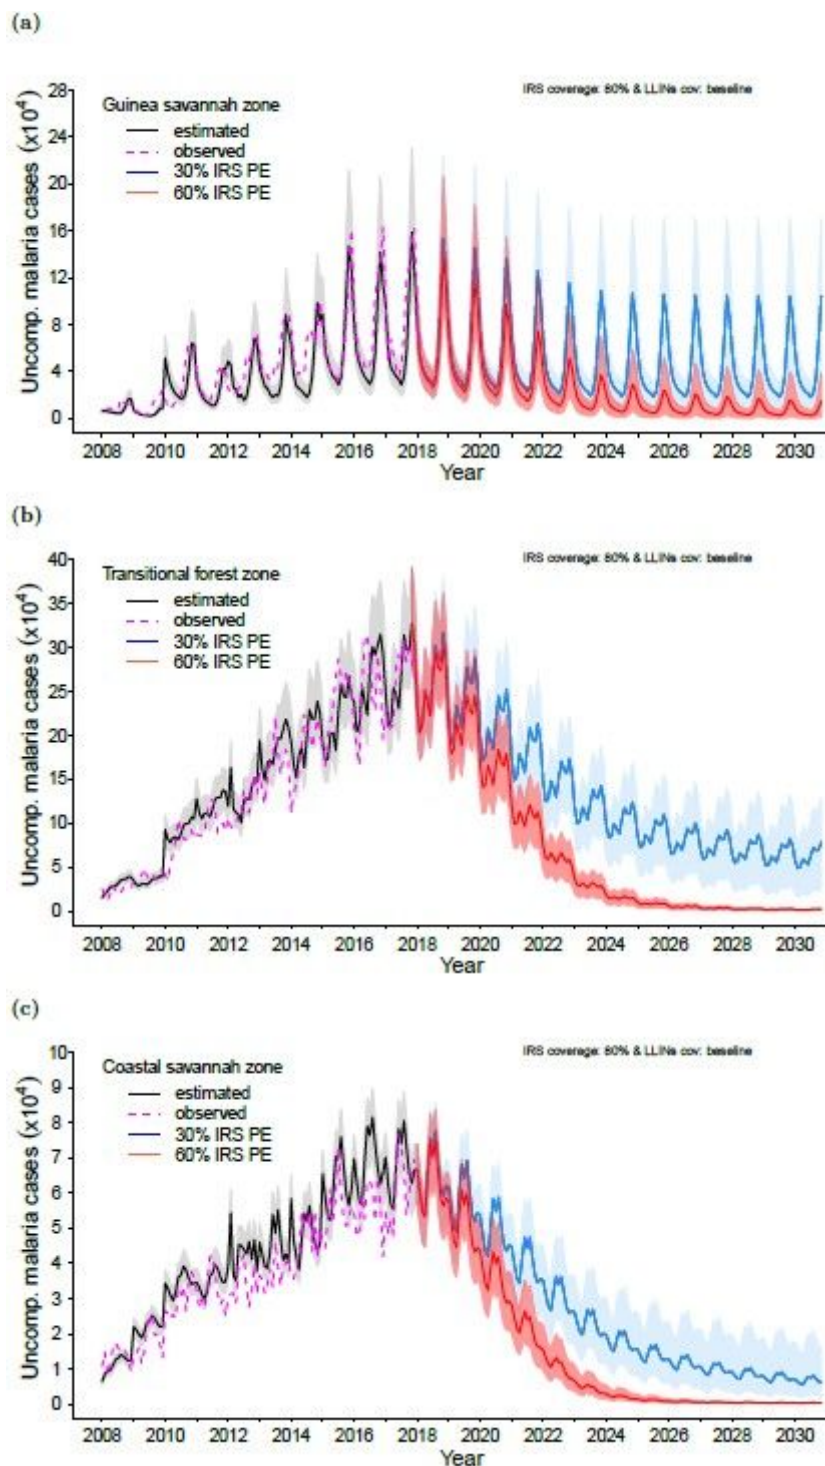 (a)
IRS coverage: 80% & LLINs cov: baseline
Guinea savannah zone
estimated
observed
30% IRS PE
60% IRS PE
Uncomp. malaria cases (x10⁴)
28
24
20
16
12
8
4
0
2008 2010 2012 2014 2016 2018 2020 2022 2024 2026 2028 2030
Year
(b)
IRS coverage: 80% & LLINs cov: baseline
Transitional forest zone
estimated
observed
30% IRS PE
60% IRS PE
Uncomp. malaria cases (x10⁴)
40
35
30
25
20
15
10
5
0
2008 2010 2012 2014 2016 2018 2020 2022 2024 2026 2028 2030
Year
(c)
IRS coverage: 80% & LLINs cov: baseline
Coastal savannah zone
estimated
observed
30% IRS PE
60% IRS PE
Uncomp. malaria cases (x10⁴)
10
9
8
7
6
5
4
3
2
1
0
2008 2010 2012 2014 2016 2018 2020 2022 2024 2026 2028 2030
Year